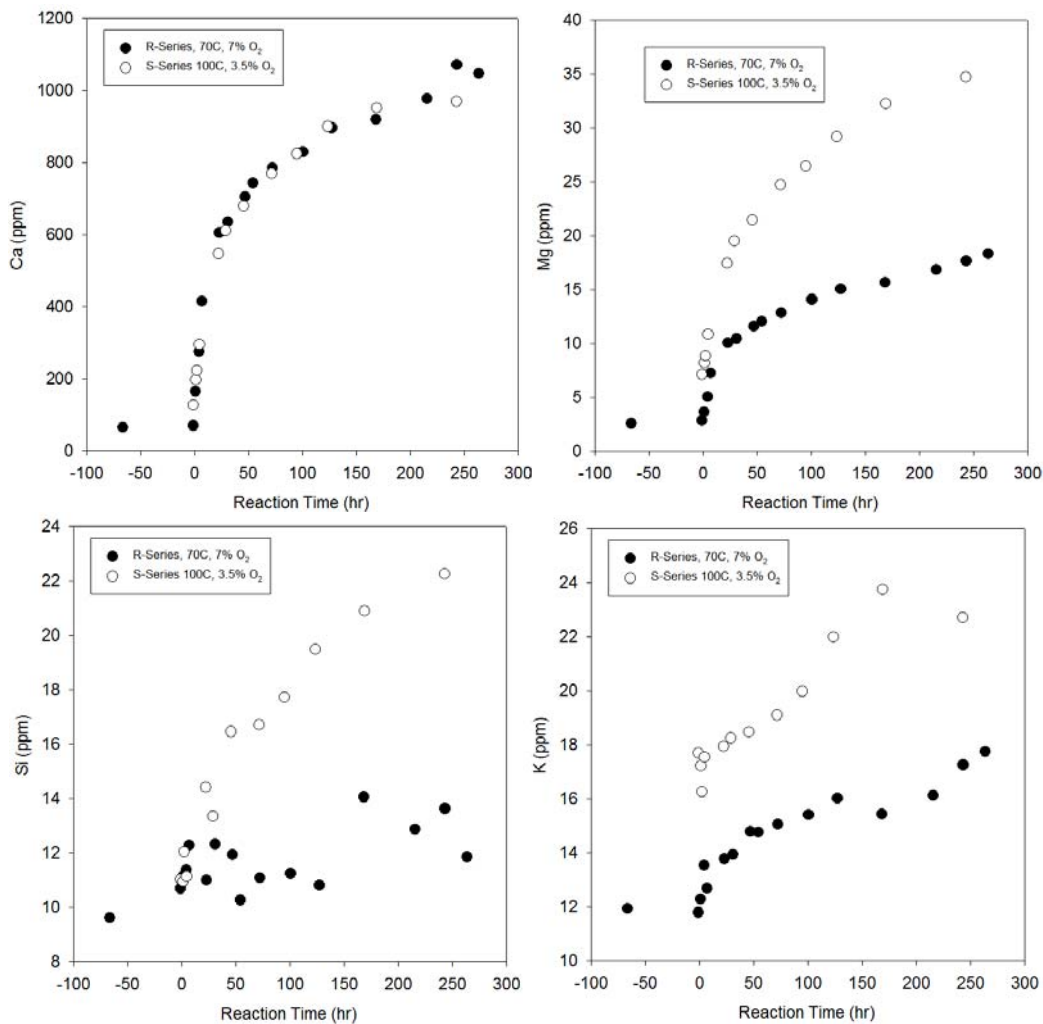 1200
1000
800
600
400
200
0
Ca (ppm)
R-Series, 70C, 7% O₂
S-Series 100C, 3.5% O₂
-100 -50 0 50 100 150 200 250 300
Reaction Time (hr)
40
35
30
25
20
15
10
5
0
Mg (ppm)
R-Series, 70C, 7% O₂
S-Series 100C, 3.5% O₂
-100 -50 0 50 100 150 200 250 300
Reaction Time (hr)
24
22
20
18
16
14
12
10
8
Si (ppm)
R-Series, 70C, 7% O₂
S-Series 100C, 3.5% O₂
-100 -50 0 50 100 150 200 250 300
Reaction Time (hr)
26
24
22
20
18
16
14
12
10
K (ppm)
R-Series, 70C, 7% O₂
S-Series 100C, 3.5% O₂
-100 -50 0 50 100 150 200 250 300
Reaction Time (hr)